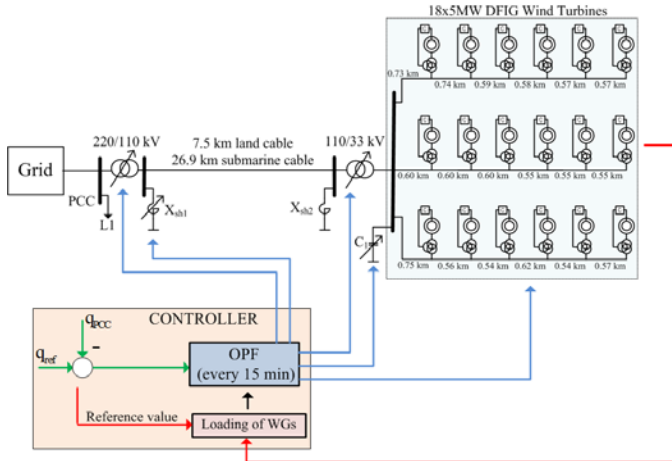 18x5MW DFIG Wind Turbines
0.73 km
0.74 km 0.59 km 0.58 km 0.57 km 0.57 km
220/110 kV
7.5 km land cable
26.9 km submarine cable
110/33 kV
Grid
PCC
L1
Xsh1
Xsh2
0.60 km 0.60 km 0.60 km 0.55 km 0.55 km
C1
0.75 km 0.56 km 0.54 km 0.62 km 0.54 km 0.57 km
CONTROLLER
qPCC
-
qref
OPF
(every 15 min)
Reference value
Loading of WGs